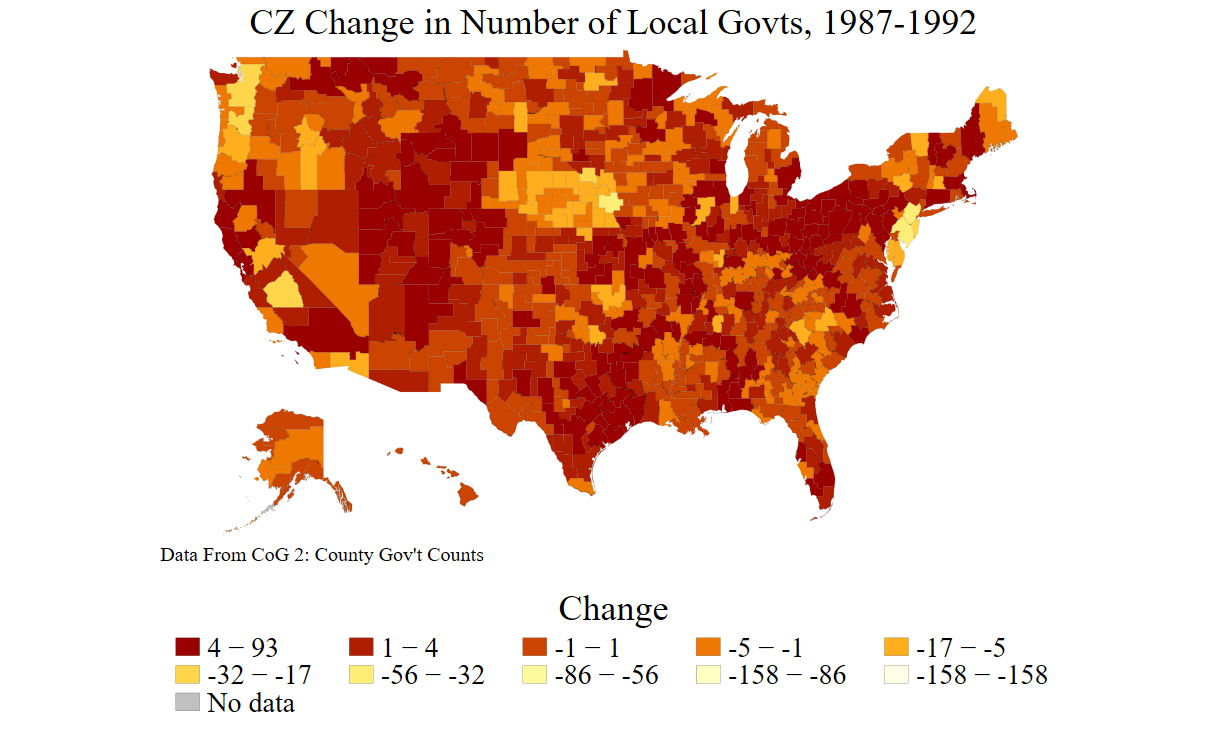 CZ Change in Number of Local Govts, 1987-1992
Data From CoG 2: County Gov't Counts
Change
4 − 93 1 − 4 -1 − 1 -5 − -1 -17 − -5
-32 − -17 -56 − -32 -86 − -56 -158 − -86 -158 − -158
No data